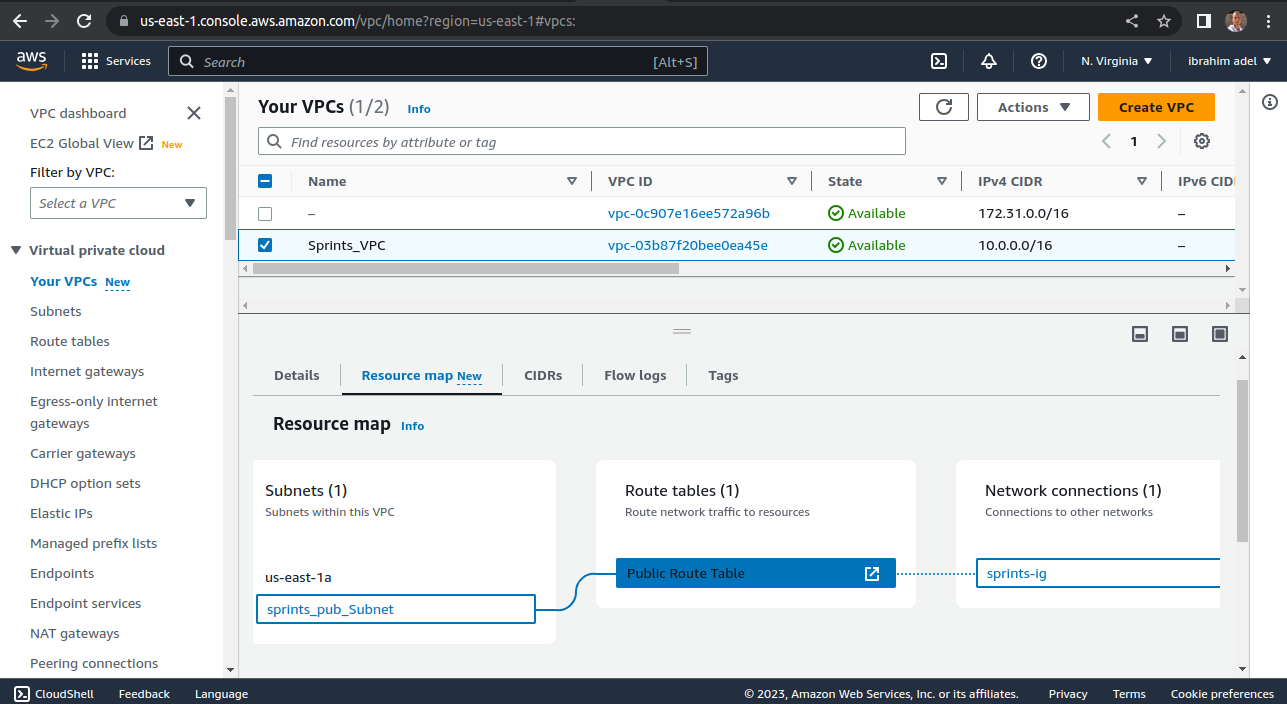 us-east-1.console.aws.amazon.com/vpc/home?region=us-east-1#vpcs:
aws
Services
Search
[Alt+S]
N. Virginia
ibrahim adel
VPC dashboard
EC2 Global View New
Filter by VPC:
Select a VPC
Virtual private cloud
Your VPCs New
Subnets
Route tables
Internet gateways
Egress-only internet
gateways
Carrier gateways
DHCP option sets
Elastic IPs
Managed prefix lists
Endpoints
Endpoint services
NAT gateways
Peering connections
Your VPCs (1/2) Info
Actions
Create VPC
Find resources by attribute or tag
1
Name VPC ID State IPv4 CIDR IPv6 CID
– vpc-0c907e16ee572a96b Available 172.31.0.0/16 –
Sprints_VPC vpc-03b87f20bee0ea45e Available 10.0.0.0/16 –
Details Resource map New CIDRs Flow logs Tags
Resource map Info
Subnets (1)
Subnets within this VPC
us-east-1a
sprints_pub_Subnet
Route tables (1)
Route network traffic to resources
Public Route Table
Network connections (1)
Connections to other networks
sprints-ig
CloudShell Feedback Language © 2023, Amazon Web Services, Inc. or its affiliates. Privacy Terms Cookie preferences